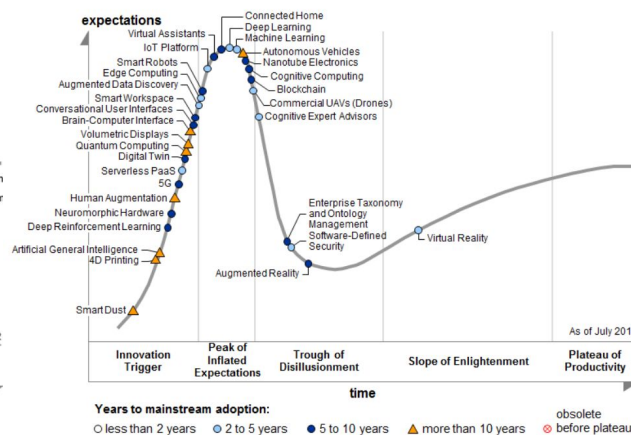 expectations
Connected Home
Deep Learning
Virtual Assistants
Machine Learning
IoT Platform
Autonomous Vehicles
Nanotube Electronics
Smart Robots
Edge Computing
Cognitive Computing
Augmented Data Discovery
Blockchain
Smart Workspace
Commercial UAVs (Drones)
Conversational User Interfaces
Cognitive Expert Advisors
Brain-Computer Interface
Volumetric Displays
Quantum Computing
Digital Twin
Serverless PaaS
5G
Human Augmentation
Enterprise Taxonomy
and Ontology
Management
Neuromorphic Hardware
Deep Reinforcement Learning
Software-Defined
Security
Virtual Reality
Artificial General Intelligence
4D Printing
Augmented Reality
Smart Dust
As of July 201
Innovation
Trigger
Peak of
Inflated
Expectations
Trough of
Disillusionment
Slope of Enlightenment
Plateau of
Productivity
time
Years to mainstream adoption:
less than 2 years
2 to 5 years
5 to 10 years
more than 10 years
obsolete
before plateau